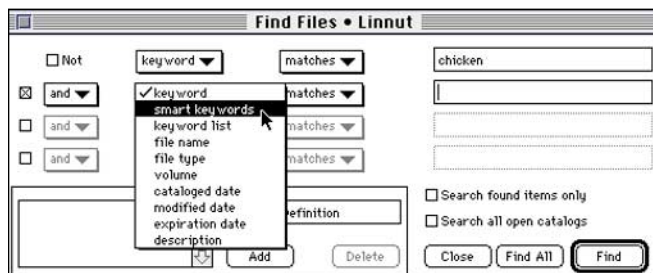 Find Files • Linnut
Not keyword matches chicken
and ✓keyword matches
smart keywords
and keyword list
file name
and file type matches
volume
cataloged date
modified date Search found items only
expiration date efinition Search all open catalogs
description
Add Delete Close Find All Find